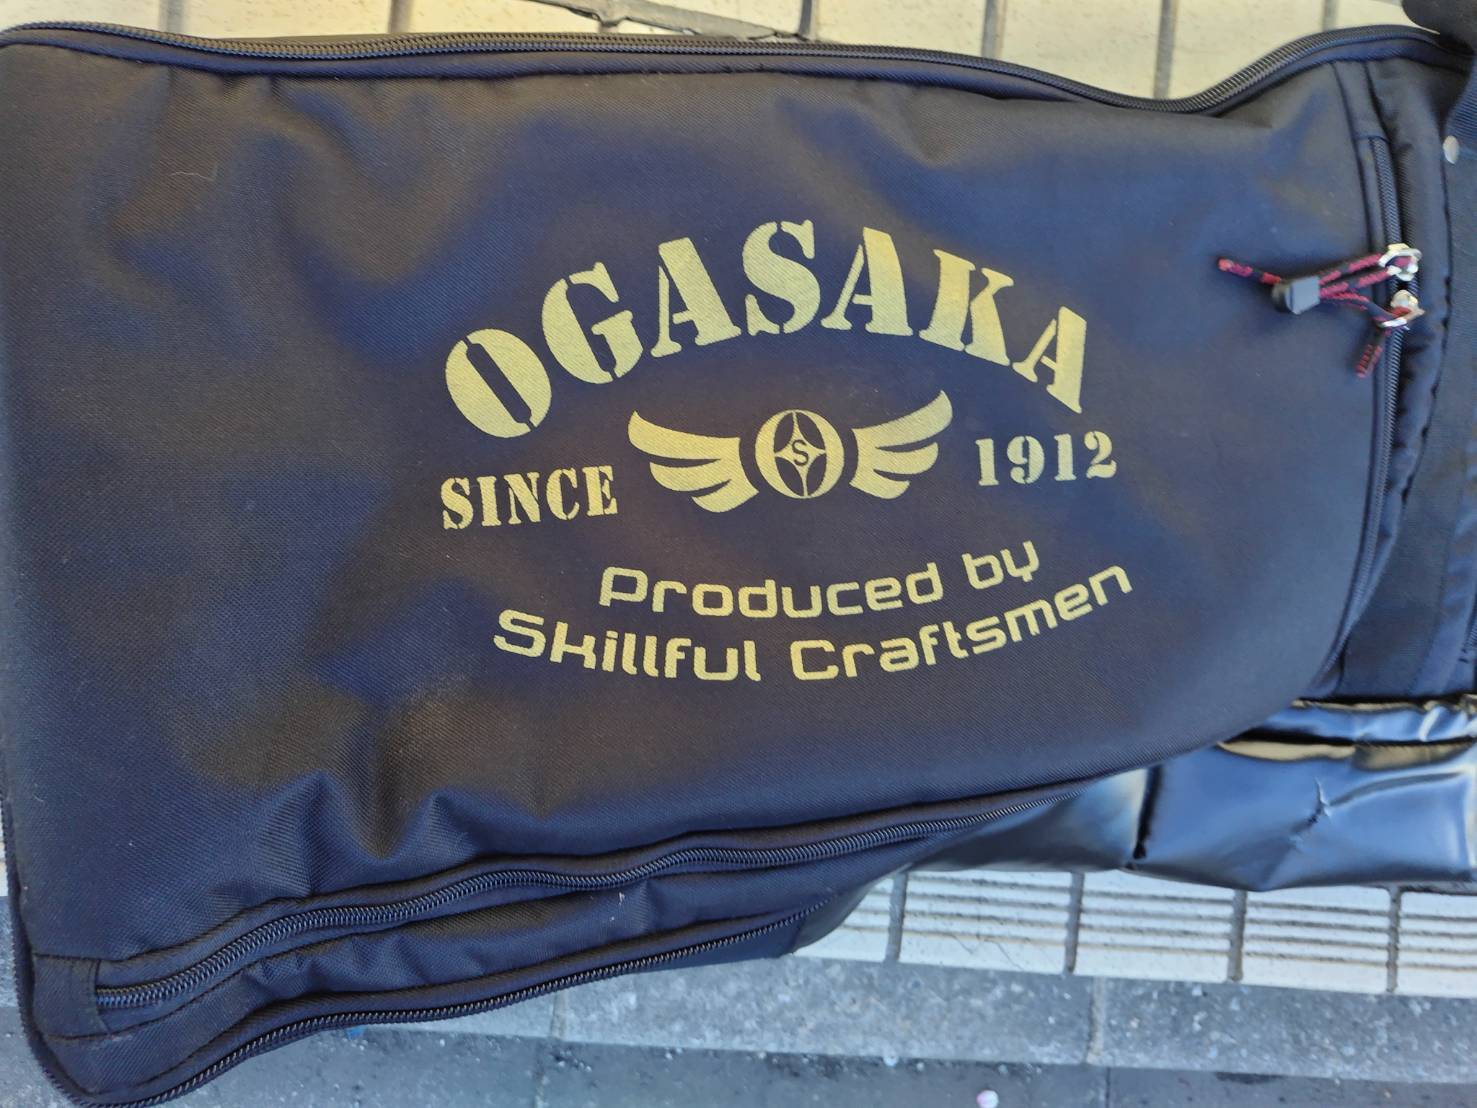 OGASAKA
SINCE S 1912
Produced by
Skillful Craftsmen